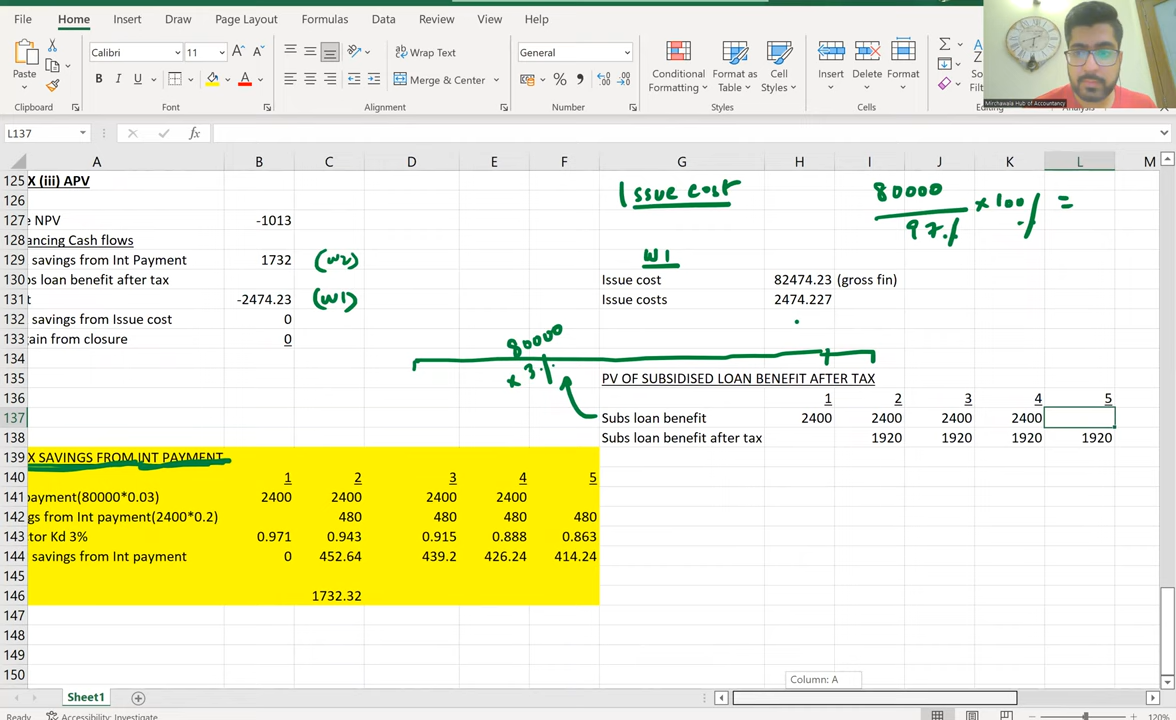 File Home Insert Draw Page Layout Formulas Data Review View Help
Calibri 11 A A Wrap Text General
Paste B I U Merge & Center % Conditional Formatting Format as Table Cell Styles Insert Delete Format
Mirchawala Hub of Accountancy
Clipboard Font Alignment Number Styles Cells
L137 fx
A B C D E F G H I J K L M
125 X (iii) APV Issue cost 80000
126 97% x 100% =
127 e NPV -1013
128 ancing Cash flows W1
129 savings from Int Payment 1732 (W2)
130 os loan benefit after tax Issue cost 82474.23 (gross fin)
131 t -2474.23 (W1) Issue costs 2474.227
132 savings from Issue cost 0
133 ain from closure 0 80000
134 x 3%
135 PV OF SUBSIDISED LOAN BENEFIT AFTER TAX
136 1 2 3 4 5
137 Subs loan benefit 2400 2400 2400 2400
138 Subs loan benefit after tax 1920 1920 1920 1920
139 X SAVINGS FROM INT PAYMENT
140 1 2 3 4 5
141 payment(80000*0.03) 2400 2400 2400 2400
142 gs from Int payment(2400*0.2) 480 480 480 480
143 tor Kd 3% 0.971 0.943 0.915 0.888 0.863
144 savings from Int payment 0 452.64 439.2 426.24 414.24
145
146 1732.32
147
148
149
150 Column: A
Sheet1
Ready Accessibility: Investigate 120%